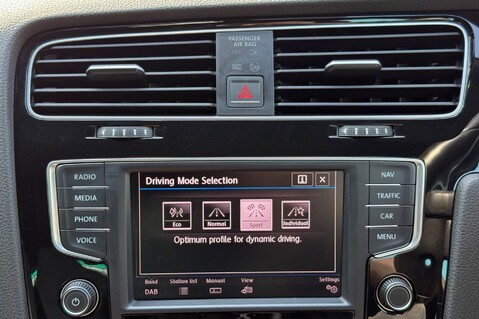 PASSENGER
AIR BAG
RADIO
MEDIA
PHONE
VOICE
Driving Mode Selection
i
×
Eco
Normal
Sport
Individual
Optimum profile for dynamic driving.
Band
Station list
Manual
View
Settings
DAB
NAV
TRAFFIC
CAR
MENU